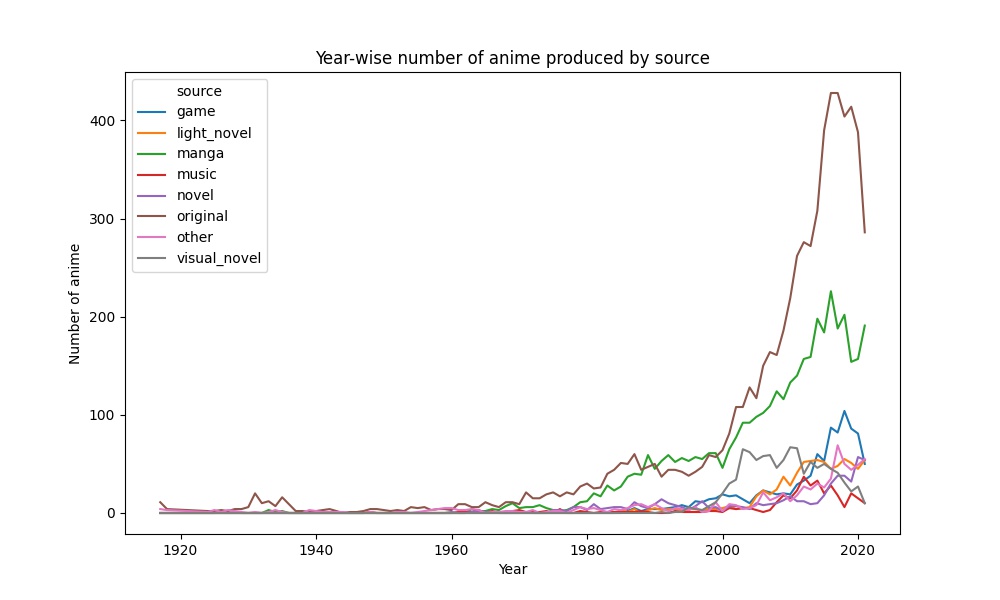 Year-wise number of anime produced by source
source
game
light_novel
manga
music
novel
original
other
visual_novel
Number of anime
400
300
200
100
0
1920 1940 1960 1980 2000 2020
Year